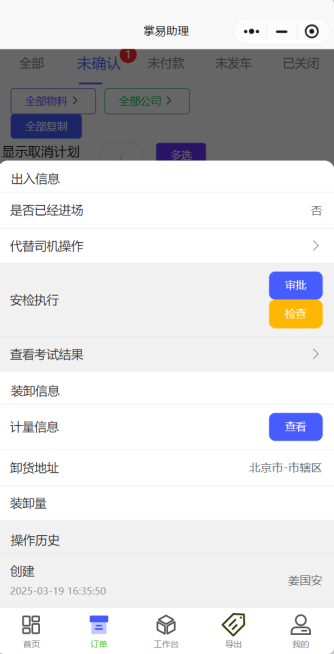 掌易助理
全部 未确认 1 未付款 未发车 已关闭
全部物料 全部公司
全部复制
显示取消计划 多选
出入信息
是否已经进场 否
代替司机操作
安检执行 审批
检查
查看考试结果
装卸信息
计量信息 查看
卸货地址 北京市-市辖区
装卸量
操作历史
创建 姜国安
2025-03-19 16:35:50
首页 订单 工作台 导出 我的